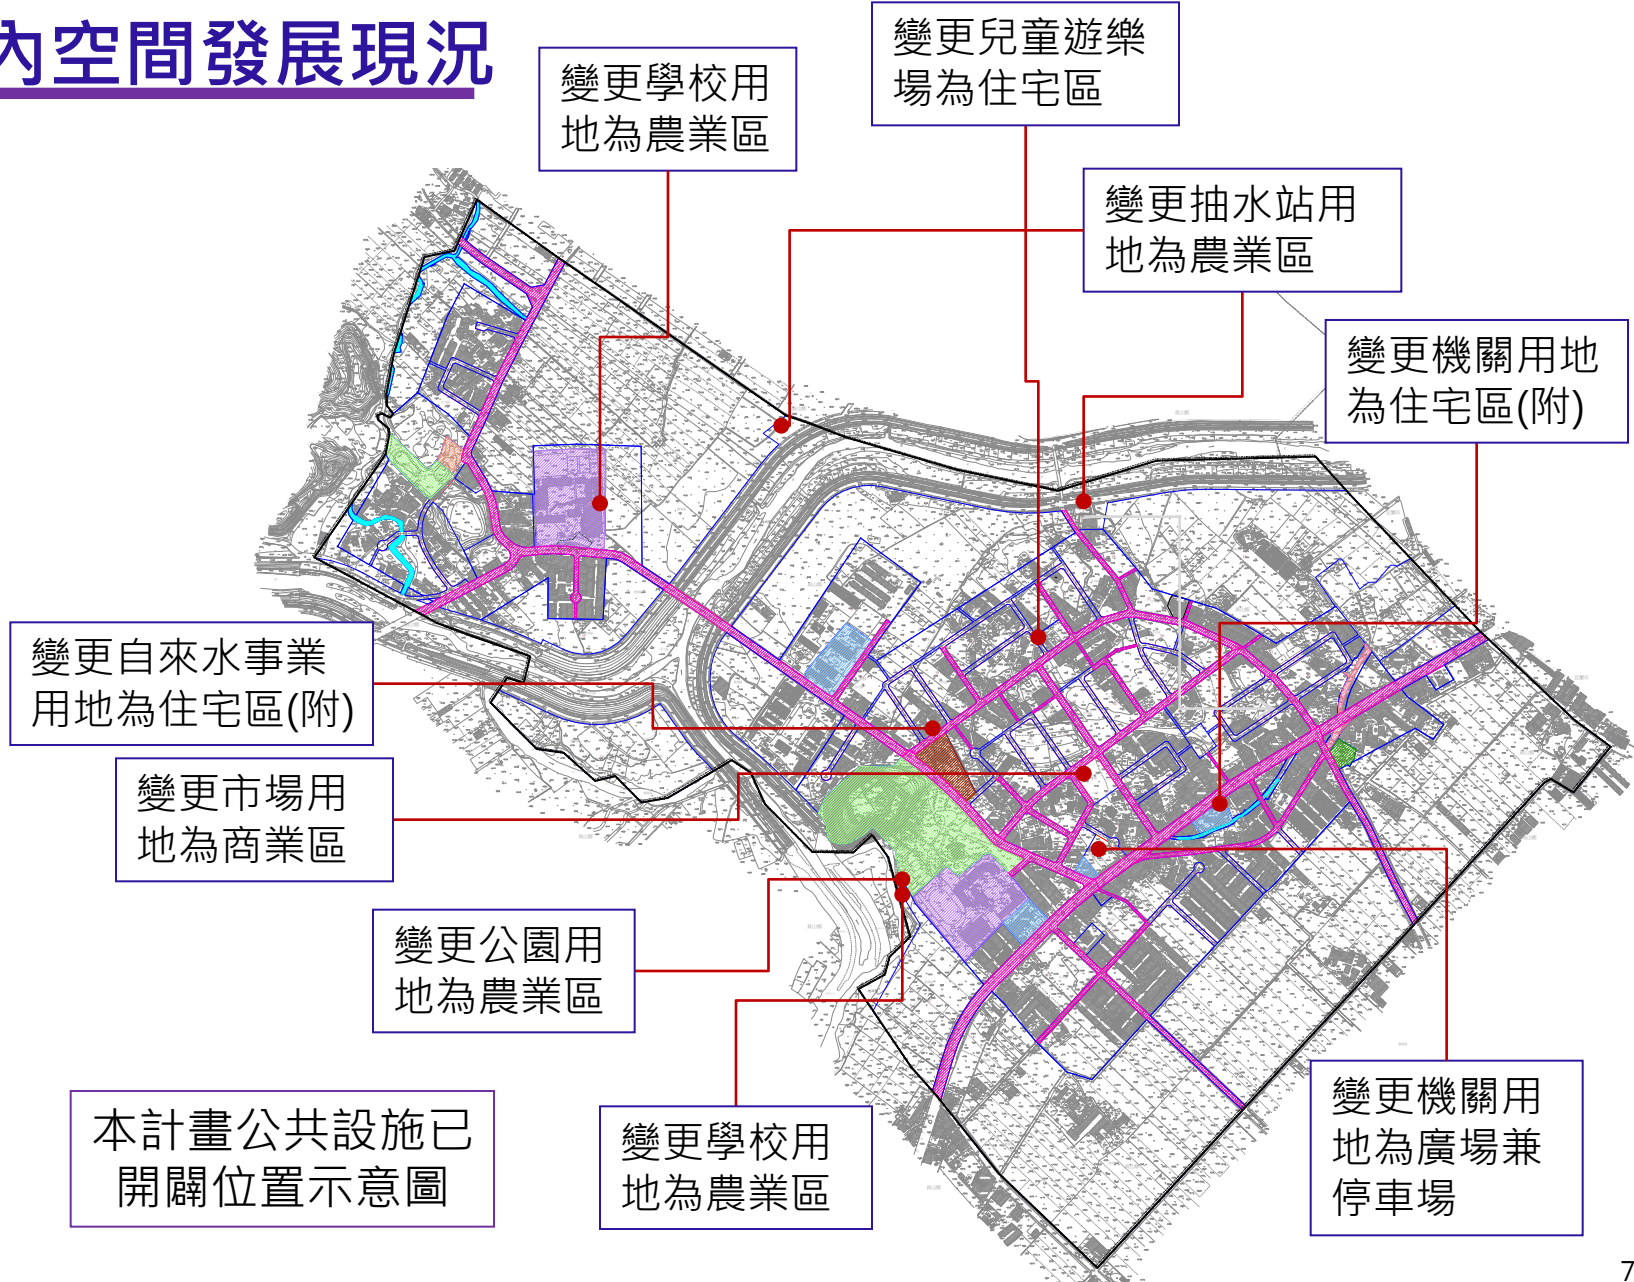 內空間發展現況
變更學校用
地為農業區
變更兒童遊樂
場為住宅區
變更抽水站用
地為農業區
變更機關用地
為住宅區(附)
變更自來水事業
用地為住宅區(附)
變更市場用
地為商業區
變更公園用
地為農業區
變更學校用
地為農業區
變更機關用
地為廣場兼
停車場
本計畫公共設施已
開闢位置示意圖
7